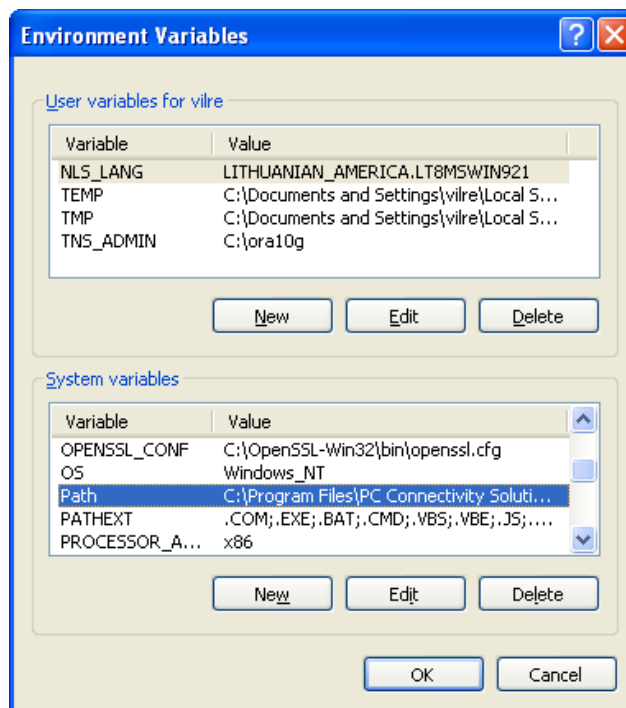 Environment Variables
User variables for vilre
Variable Value
NLS_LANG LITHUANIAN_AMERICA.LT8MSWIN921
TEMP C:\Documents and Settings\vilre\Local S...
TMP C:\Documents and Settings\vilre\Local S...
TNS_ADMIN C:\ora10g
New Edit Delete
System variables
Variable Value
OPENSSL_CONF C:\OpenSSL-Win32\bin\openssl.cfg
OS Windows_NT
Path C:\Program Files\PC Connectivity Soluti...
PATHEXT .COM;.EXE;.BAT;.CMD;.VBS;.VBE;.JS;....
PROCESSOR_A... x86
New Edit Delete
OK Cancel